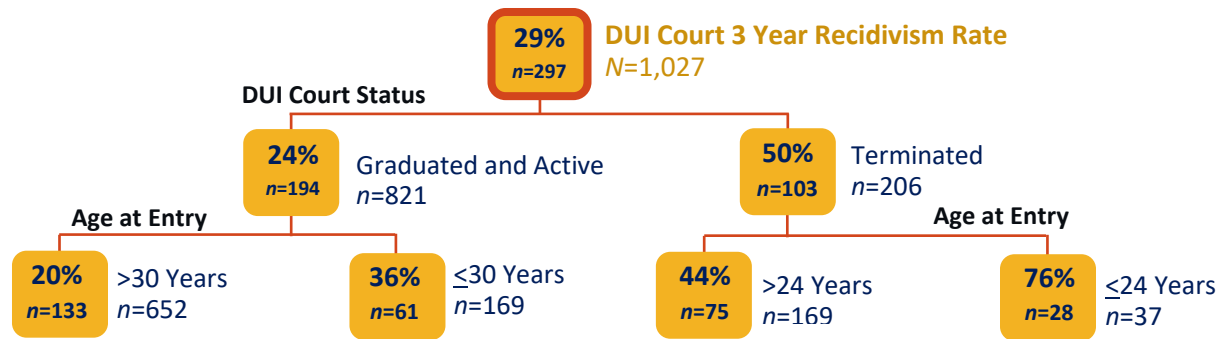 29%
n=297
DUI Court 3 Year Recidivism Rate
N=1,027
DUI Court Status
24%
n=194
Graduated and Active
n=821
50%
n=103
Terminated
n=206
Age at Entry
Age at Entry
20%
n=133
>30 Years
n=652
36%
n=61
≤30 Years
n=169
44%
n=75
>24 Years
n=169
76%
n=28
≤24 Years
n=37